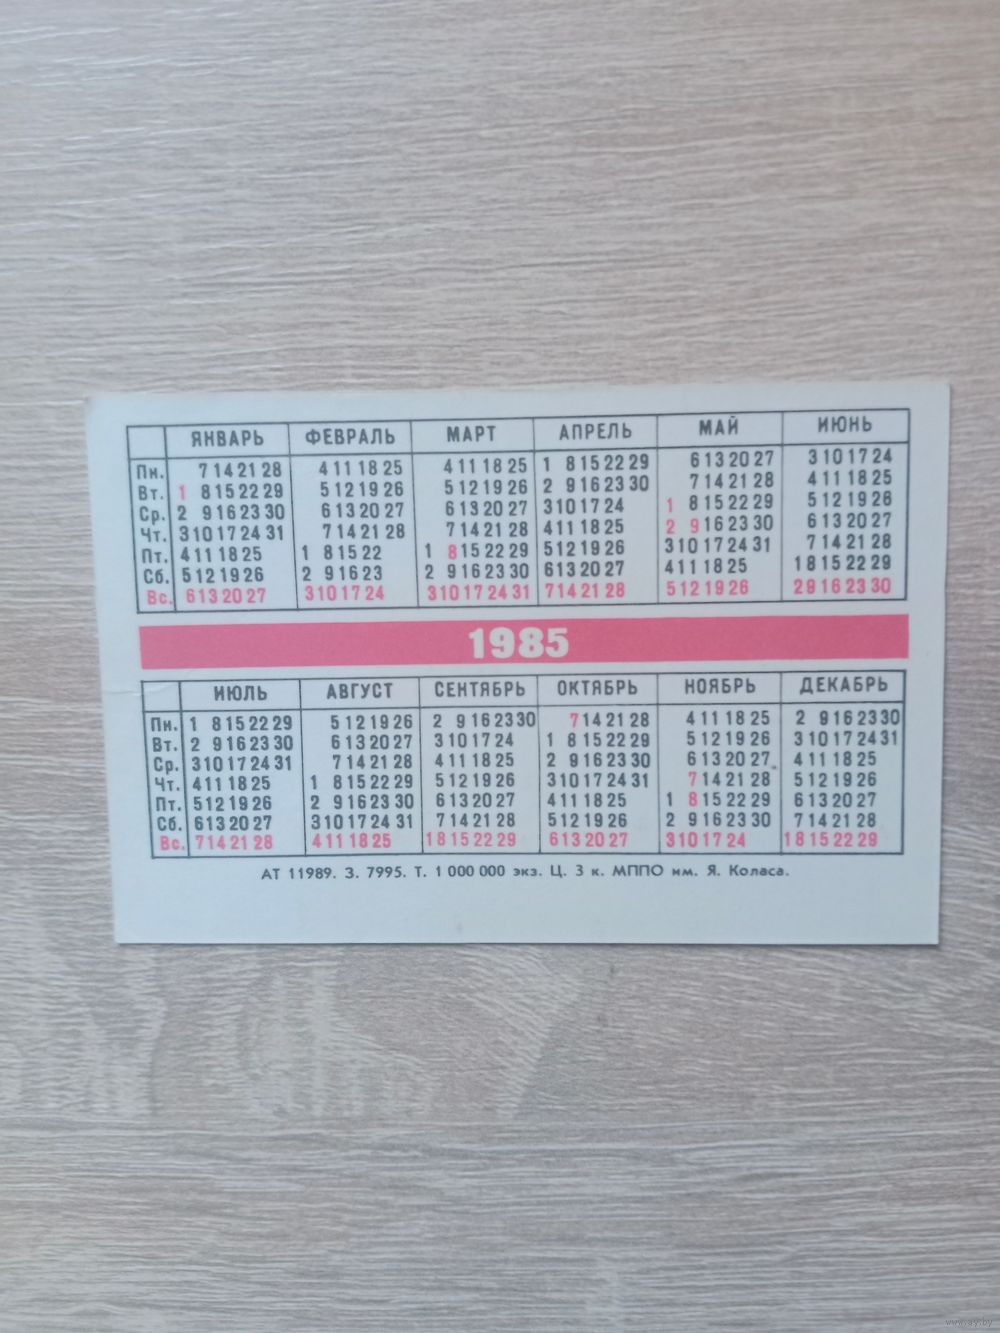 ЯНВАРЬ ФЕВРАЛЬ МАРТ АПРЕЛЬ МАЙ ИЮНЬ
Пн. 7 14 21 28 4 11 18 25 4 11 18 25 1 8 15 22 29 6 13 20 27 3 10 17 24
Вт. 1 8 15 22 29 5 12 19 26 5 12 19 26 2 9 16 23 30 7 14 21 28 4 11 18 25
Ср. 2 9 16 23 30 6 13 20 27 6 13 20 27 3 10 17 24 1 8 15 22 29 5 12 19 26
Чт. 3 10 17 24 31 7 14 21 28 7 14 21 28 4 11 18 25 2 9 16 23 30 6 13 20 27
Пт. 4 11 18 25 1 8 15 22 1 8 15 22 29 5 12 19 26 3 10 17 24 31 7 14 21 28
Сб. 5 12 19 26 2 9 16 23 2 9 16 23 30 6 13 20 27 4 11 18 25 1 8 15 22 29
Вс. 6 13 20 27 3 10 17 24 3 10 17 24 31 7 14 21 28 5 12 19 26 2 9 16 23 30
1985
ИЮЛЬ АВГУСТ СЕНТЯБРЬ ОКТЯБРЬ НОЯБРЬ ДЕКАБРЬ
Пн. 1 8 15 22 29 5 12 19 26 2 9 16 23 30 7 14 21 28 4 11 18 25 2 9 16 23 30
Вт. 2 9 16 23 30 6 13 20 27 3 10 17 24 1 8 15 22 29 5 12 19 26 3 10 17 24 31
Ср. 3 10 17 24 31 7 14 21 28 4 11 18 25 2 9 16 23 30 6 13 20 27 4 11 18 25
Чт. 4 11 18 25 1 8 15 22 29 5 12 19 26 3 10 17 24 31 7 14 21 28 5 12 19 26
Пт. 5 12 19 26 2 9 16 23 30 6 13 20 27 4 11 18 25 1 8 15 22 29 6 13 20 27
Сб. 6 13 20 27 3 10 17 24 31 7 14 21 28 5 12 19 26 2 9 16 23 30 7 14 21 28
Вс. 7 14 21 28 4 11 18 25 1 8 15 22 29 6 13 20 27 3 10 17 24 1 8 15 22 29
АТ 11989. З. 7995. Т. 1 000 000 экз. Ц. 3 к. МППО им. Я. Коласа.
www.ay.by